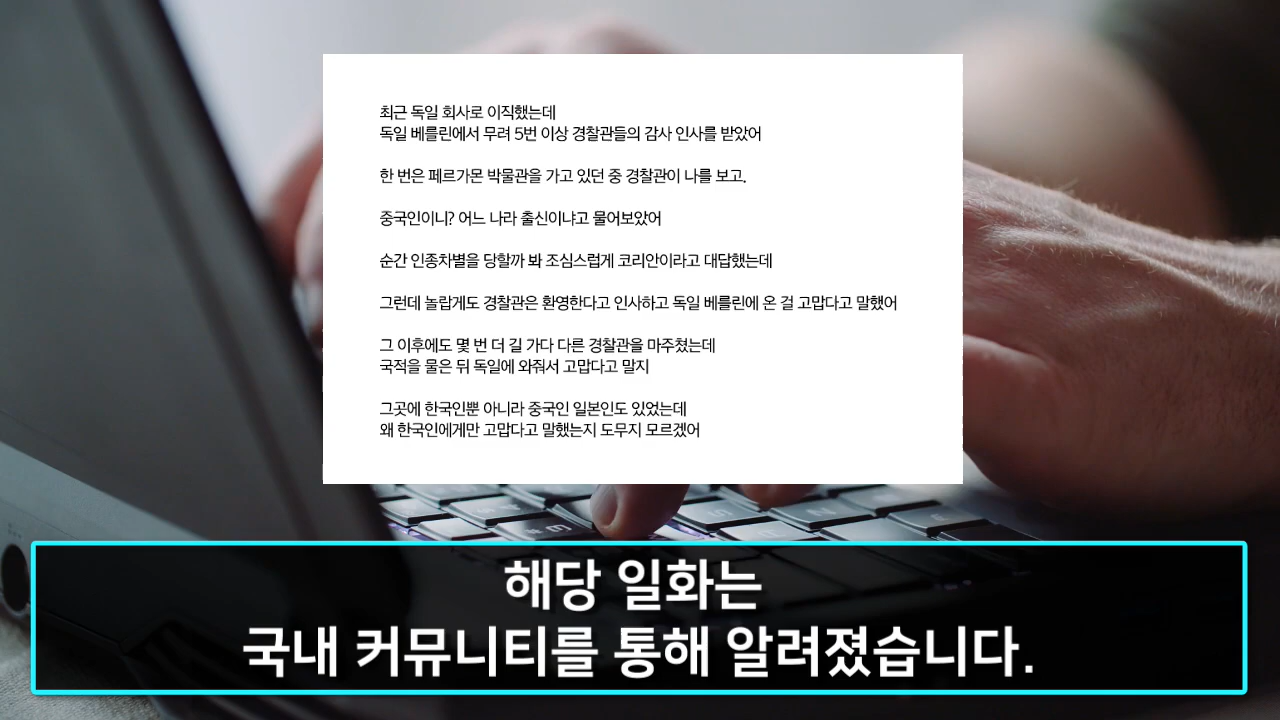 최근 독일 회사로 이직했는데
독일 베를린에서 무려 5번 이상 경찰관들의 감사 인사를 받았어
한 번은 페르가몬 박물관을 가고 있던 중 경찰관이 나를 보고.
중국인이니? 어느 나라 출신이냐고 물어보았어
순간 인종차별을 당할까 봐 조심스럽게 코리안이라고 대답했는데
그런데 놀랍게도 경찰관은 환영한다고 인사하고 독일 베를린에 온 걸 고맙다고 말했어
그 이후에도 몇 번 더 길 가다 다른 경찰관을 마주쳤는데
국적을 물은 뒤 독일에 와줘서 고맙다고 말지
그곳에 한국인뿐 아니라 중국인 일본인도 있었는데
왜 한국인에게만 고맙다고 말했는지 도무지 모르겠어
해당 일화는
국내 커뮤니티를 통해 알려졌습니다.